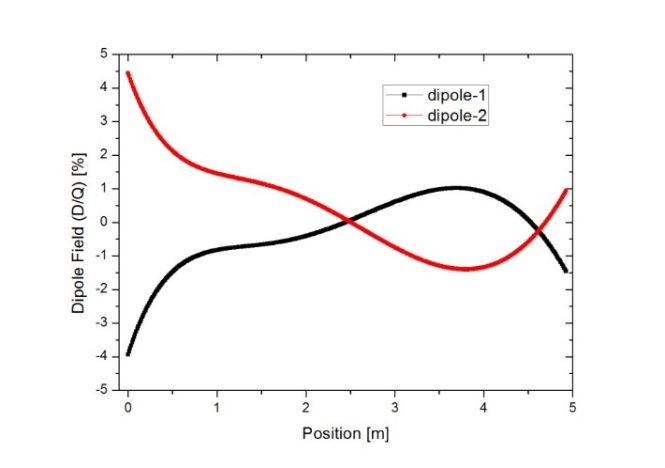 5
4
3
2
1
0
-1
-2
-3
-4
-5
Dipole Field (D/Q) [%]
dipole-1
dipole-2
0 1 2 3 4 5
Position [m]